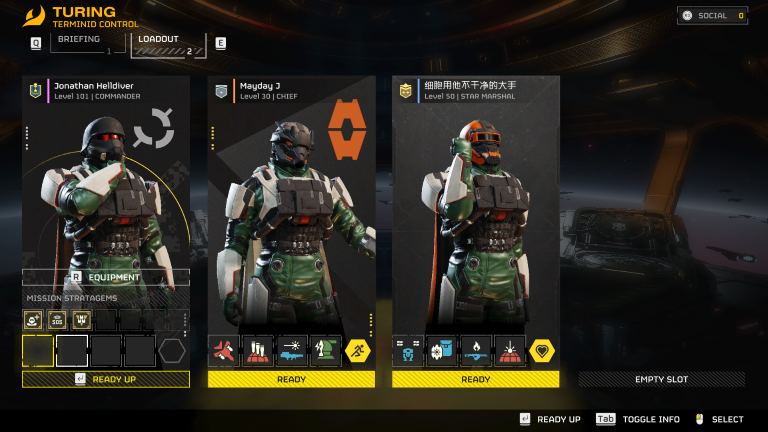 TURING
TERMINID CONTROL
SOCIAL 0
Q
BRIEFING
1
LOADOUT
2
E
Jonathan Helldiver
Level 101 | COMMANDER
Mayday J
Level 30 | CHIEF
细胞用他不干净的大手
Level 50 | STAR MARSHAL
R EQUIPMENT
MISSION STRATAGEMS
SOS
READY UP
READY
READY
EMPTY SLOT
READY UP
Tab TOGGLE INFO
SELECT